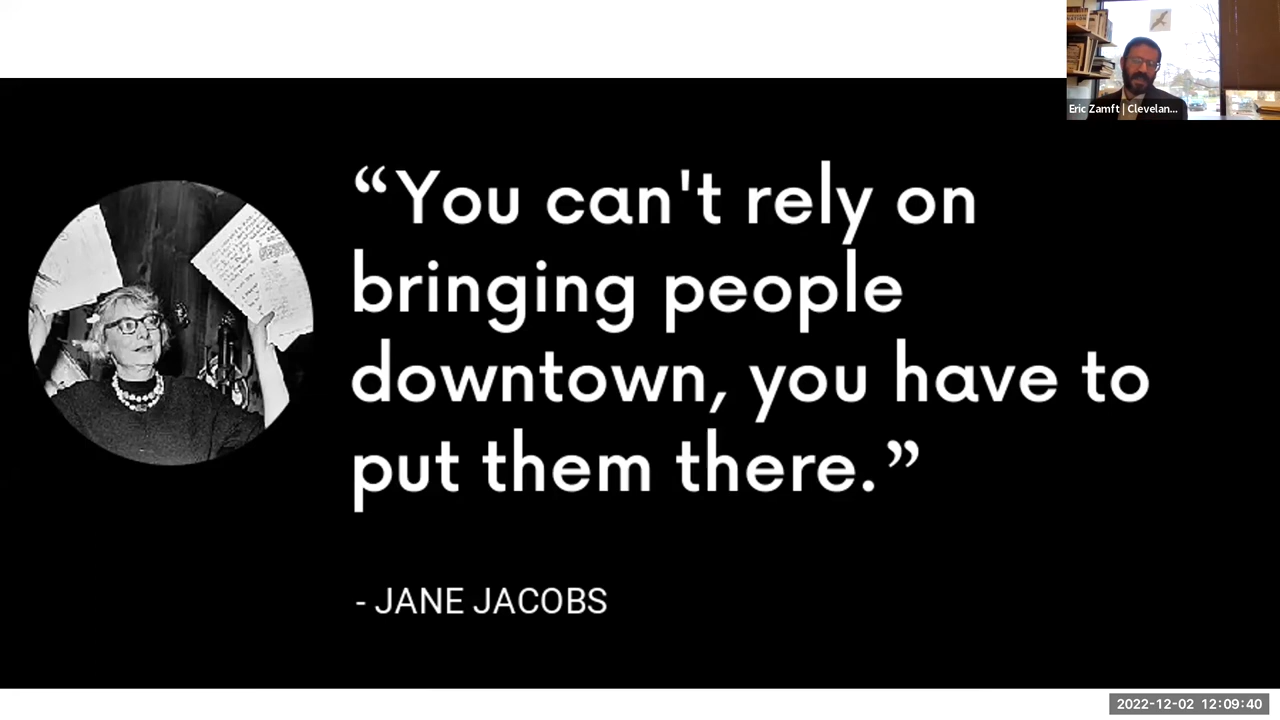 Eric Zamft | Clevelan...
“You can't rely on
bringing people
downtown, you have to
put them there.”
- JANE JACOBS
2022-12-02 12:09:40